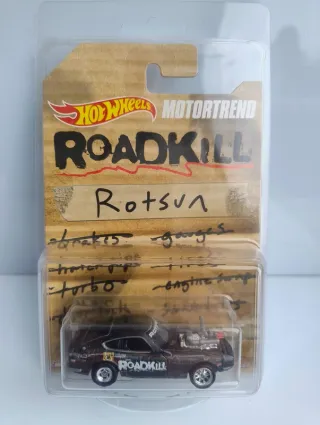 Hot Wheels MOTORTREND
ROADKILL
Rotsun
brakes gauges
turbo engine swap
ROADKILL